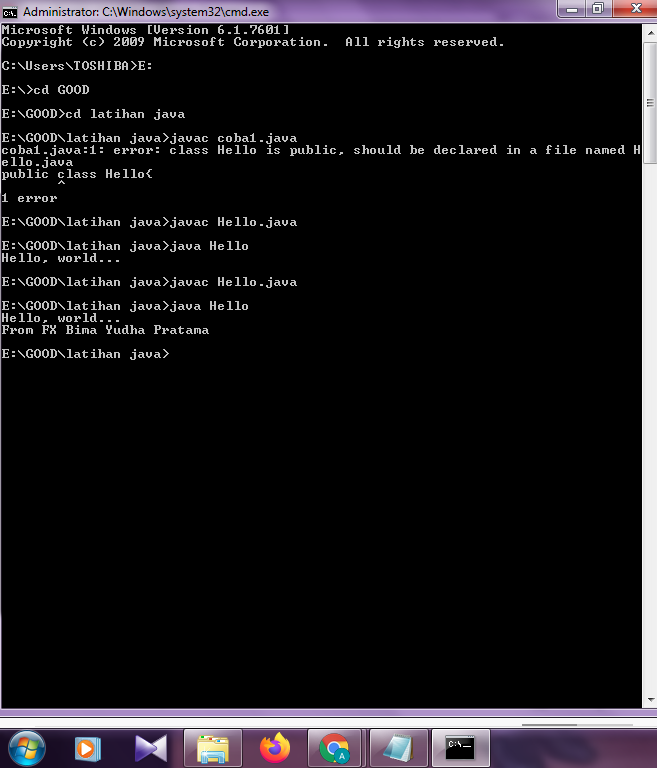 Administrator: C:\Windows\system32\cmd.exe
Microsoft Windows [Version 6.1.7601]
Copyright (c) 2009 Microsoft Corporation.  All rights reserved.
C:\Users\TOSHIBA>E:
E:\>cd GOOD
E:\GOOD>cd latihan java
E:\GOOD\latihan java>javac coba1.java
coba1.java:1: error: class Hello is public, should be declared in a file named H
ello.java
public class Hello{
       ^
1 error
E:\GOOD\latihan java>javac Hello.java
E:\GOOD\latihan java>java Hello
Hello, world...
E:\GOOD\latihan java>javac Hello.java
E:\GOOD\latihan java>java Hello
Hello, world...
From FX Bima Yudha Pratama
E:\GOOD\latihan java>
A
C:\